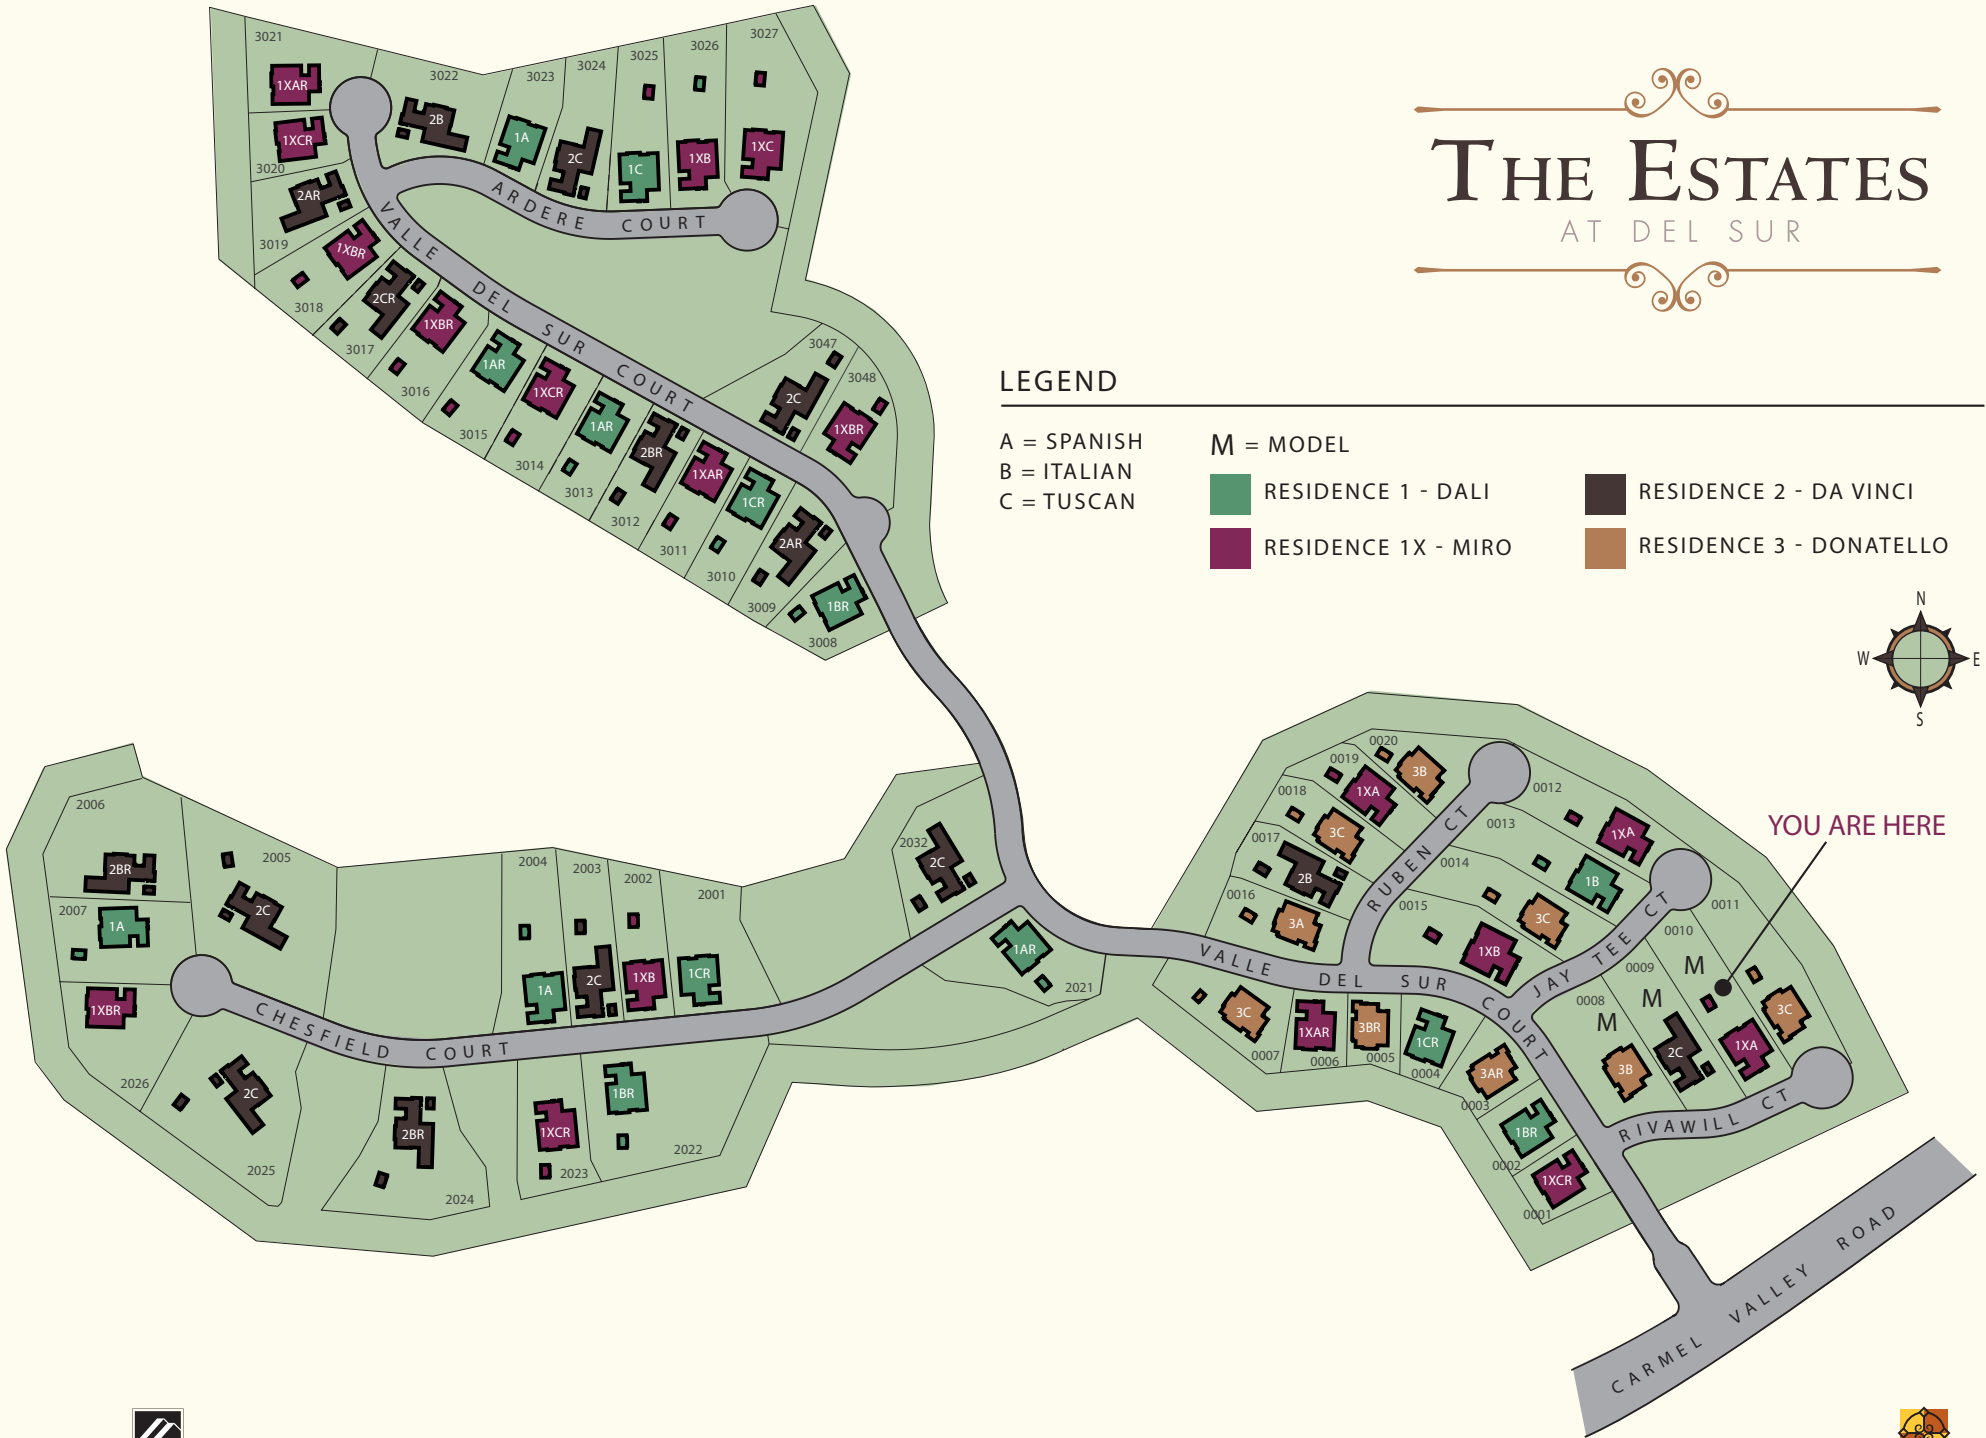 THE ESTATES
AT DEL SUR
LEGEND
A = SPANISH
B = ITALIAN
C = TUSCAN
M = MODEL
RESIDENCE 1 - DALI
RESIDENCE 1X - MIRO
RESIDENCE 2 - DA VINCI
RESIDENCE 3 - DONATELLO
N
W
E
S
YOU ARE HERE
3021
1XAR
3022
2B
3023
1A
3024
2C
3025
1C
3026
1XB
3027
1XC
1XCR
3020
2AR
3019
ARDERE COURT
VALLE DEL SUR COURT
1XBR
3018
2CR
3017
1XBR
3016
1AR
3015
1XCR
3014
1AR
3013
2BR
3012
1XAR
3011
1CR
3010
2AR
3009
1BR
3008
3047
2C
3048
1XBR
2006
2BR
2005
2C
2007
1A
1XBR
2026
2C
2025
CHESFIELD COURT
2004
1A
2003
2C
2002
1XB
2001
1CR
2BR
2024
1XCR
2023
1BR
2022
2032
2C
1AR
2021
VALLE DEL SUR COURT
0020
3B
0019
1XA
0018
3C
0017
2B
0016
3A
RUBEN CT
0012
1XA
0013
1B
0014
3C
0015
1XB
JAY TEE CT
0011
3C
0010
M
1XA
0009
M
2C
0008
M
3B
RIVAWILL CT
3C
0007
1XAR
0006
3BR
0005
1CR
0004
3AR
0003
1BR
0002
1XCR
0001
CARMEL VALLEY ROAD